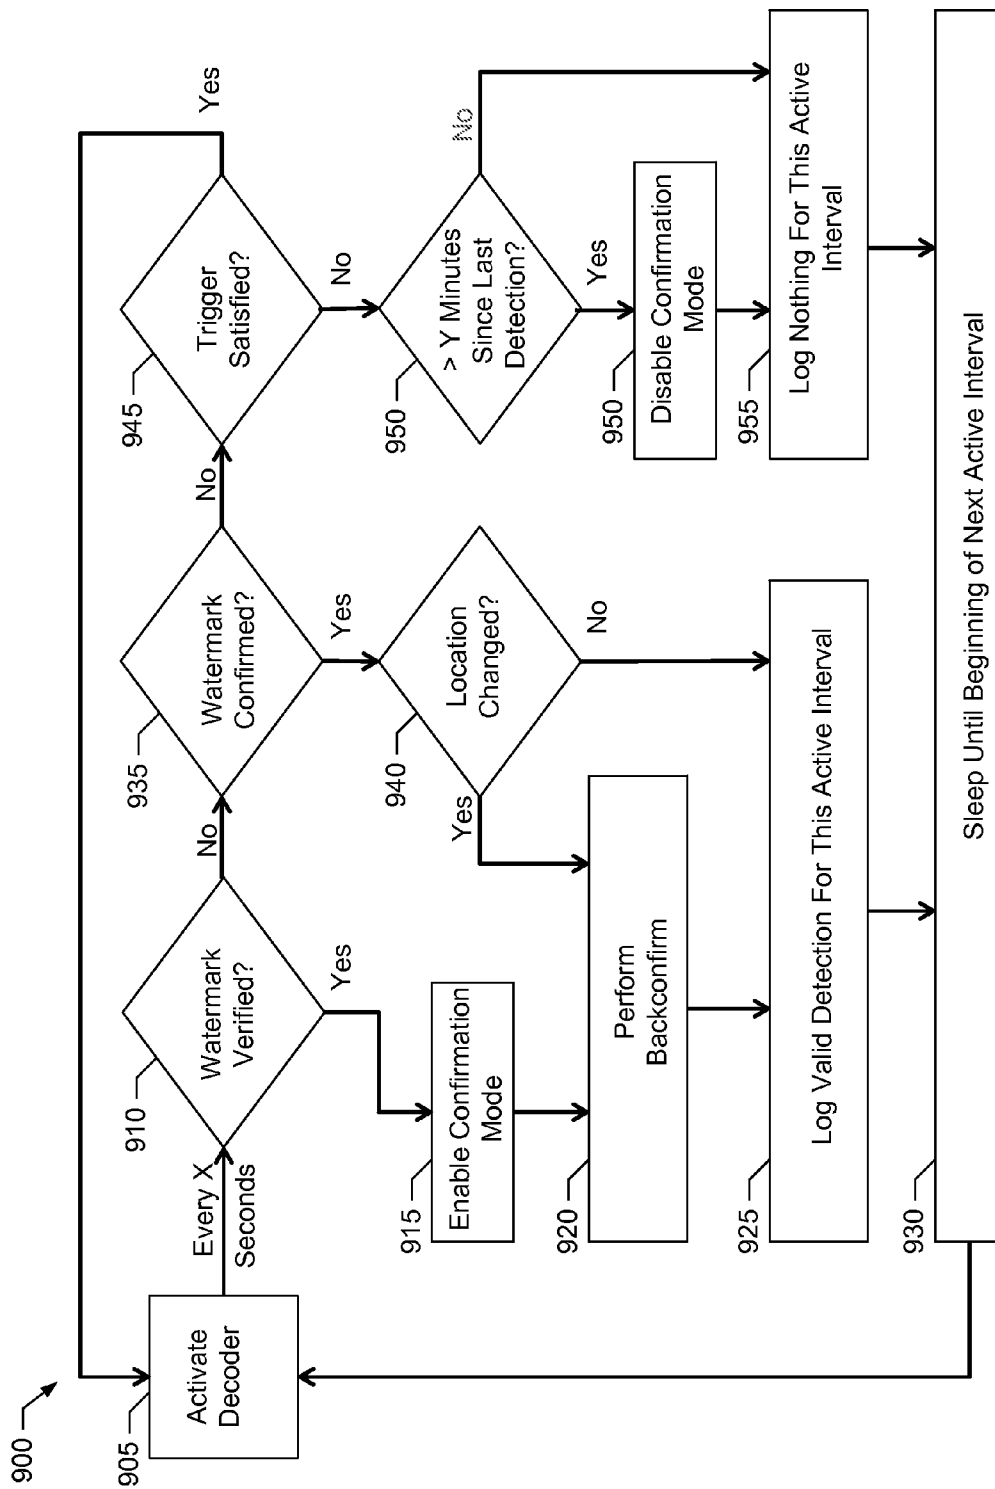 900
905
Activate
Decoder
Every X
Seconds
910
Watermark
Verified?
No
Yes
915
Enable Confirmation
Mode
920
Perform
Backconfirm
925
Log Valid Detection For This Active Interval
930
Sleep Until Beginning of Next Active Interval
935
Watermark
Confirmed?
No
Yes
940
Location
Changed?
Yes
No
945
Trigger
Satisfied?
Yes
No
950
> Y Minutes
Since Last
Detection?
No
Yes
950
Disable Confirmation
Mode
955
Log Nothing For This Active
Interval